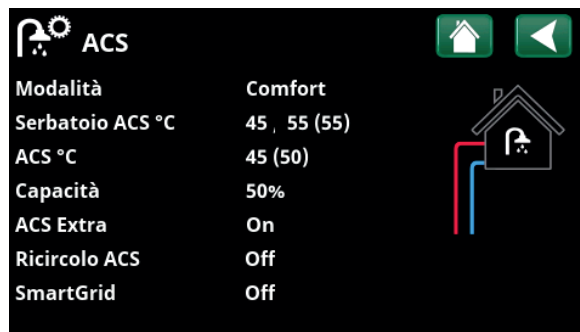 ACS
Modalità Comfort
Serbatoio ACS °C 45 , 55 (55)
ACS °C 45 (50)
Capacità 50%
ACS Extra On
Ricircolo ACS Off
SmartGrid Off